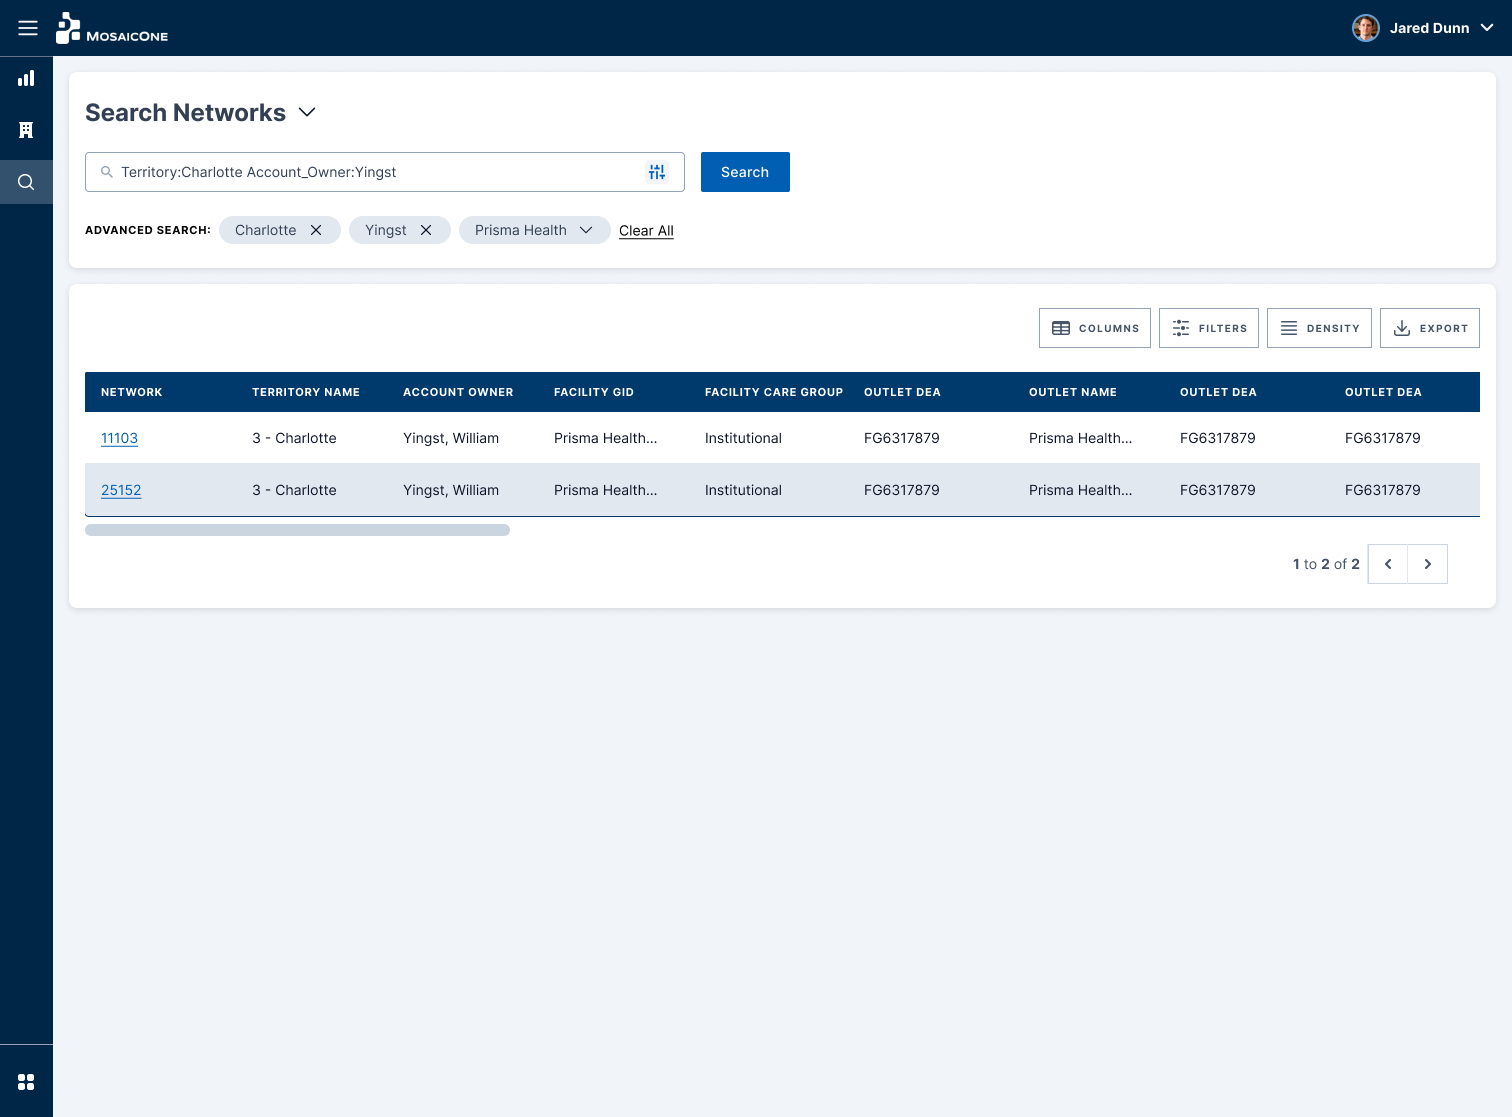 MOSAICONE
Jared Dunn
Search Networks
Territory:Charlotte Account_Owner:Yingst
Search
ADVANCED SEARCH: Charlotte Yingst Prisma Health Clear All
COLUMNS FILTERS DENSITY EXPORT
NETWORK TERRITORY NAME ACCOUNT OWNER FACILITY GID FACILITY CARE GROUP OUTLET DEA OUTLET NAME OUTLET DEA OUTLET DEA
11103 3 - Charlotte Yingst, William Prisma Health... Institutional FG6317879 Prisma Health... FG6317879 FG6317879
25152 3 - Charlotte Yingst, William Prisma Health... Institutional FG6317879 Prisma Health... FG6317879 FG6317879
1 to 2 of 2